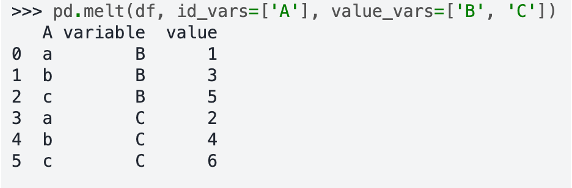 >>> pd.melt(df, id_vars=['A'], value_vars=['B', 'C'])
   A variable  value
0  a        B      1
1  b        B      3
2  c        B      5
3  a        C      2
4  b        C      4
5  c        C      6